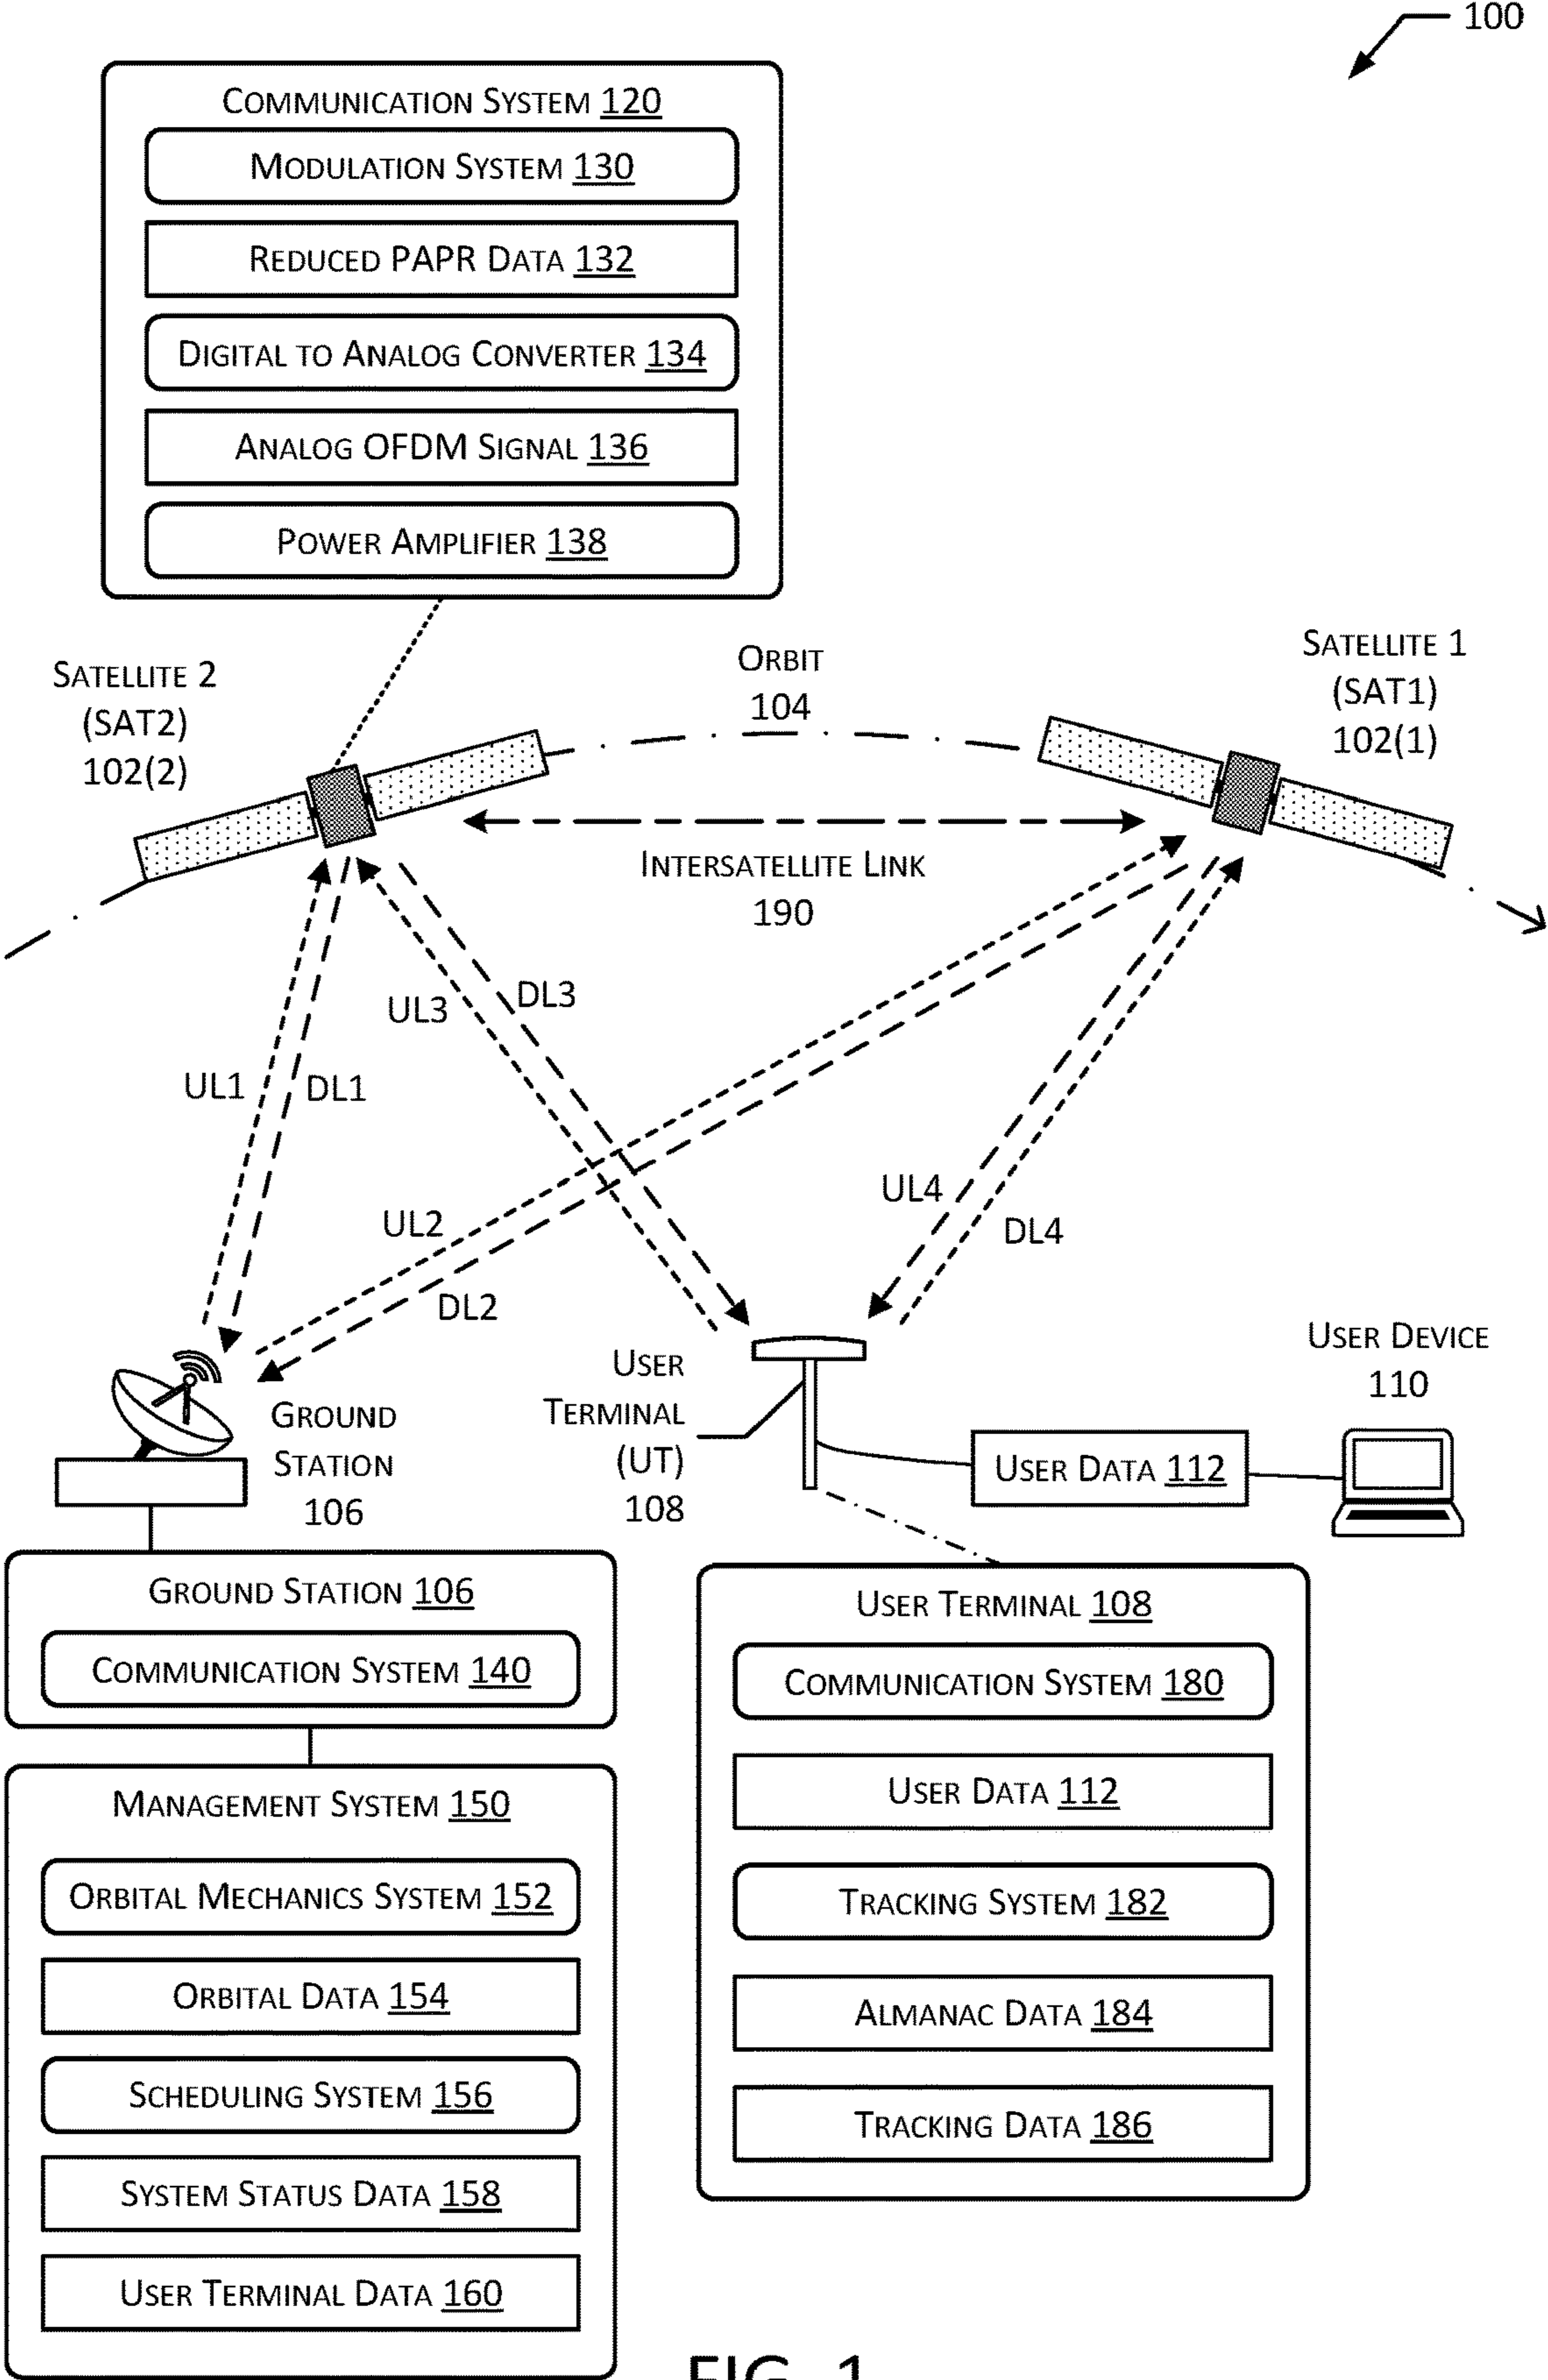 100
COMMUNICATION SYSTEM 120
MODULATION SYSTEM 130
REDUCED PAPR DATA 132
DIGITAL TO ANALOG CONVERTER 134
ANALOG OFDM SIGNAL 136
POWER AMPLIFIER 138
SATELLITE 2
(SAT2)
102(2)
ORBIT
104
SATELLITE 1
(SAT1)
102(1)
INTERSATELLITE LINK
190
UL3
DL3
UL1
DL1
UL4
DL4
UL2
DL2
GROUND
STATION
106
USER
TERMINAL
(UT)
108
USER DATA 112
USER DEVICE
110
GROUND STATION 106
COMMUNICATION SYSTEM 140
MANAGEMENT SYSTEM 150
ORBITAL MECHANICS SYSTEM 152
ORBITAL DATA 154
SCHEDULING SYSTEM 156
SYSTEM STATUS DATA 158
USER TERMINAL DATA 160
USER TERMINAL 108
COMMUNICATION SYSTEM 180
USER DATA 112
TRACKING SYSTEM 182
ALMANAC DATA 184
TRACKING DATA 186
FIG. 1